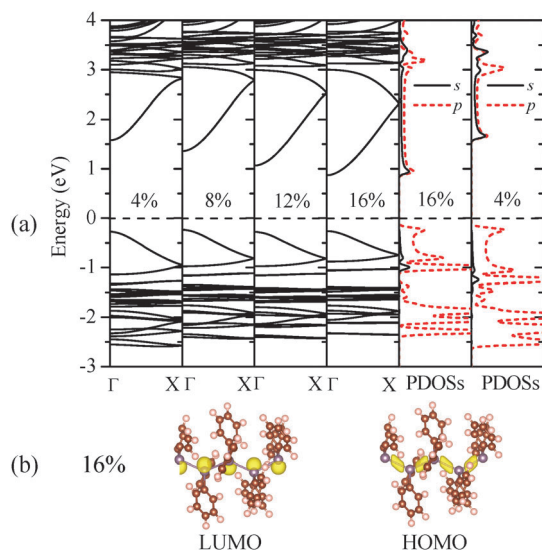 4
3
2
1
0
-1
-2
-3
Energy (eV)
(a)
4% 8% 12% 16% 16% 4%
s
p
s
p
Γ X Γ X Γ X Γ X PDOSs PDOSs
(b) 16%
LUMO HOMO